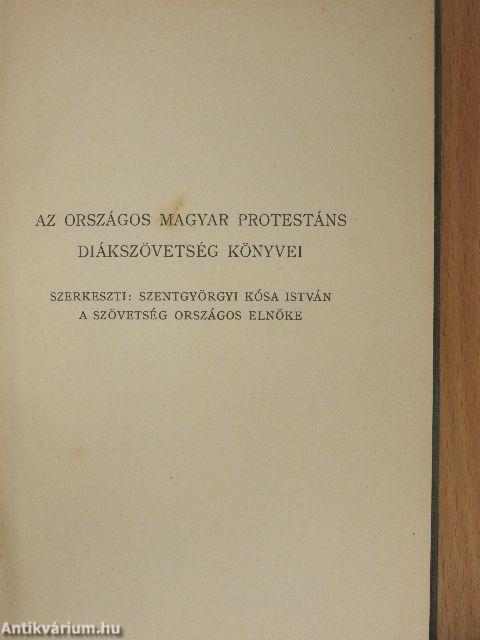 AZ ORSZÁGOS MAGYAR PROTESTÁNS
DIÁKSZÖVETSÉG KÖNYVEI
SZERKESZTI: SZENTGYÖRGYI KÓSA ISTVÁN
A SZÖVETSÉG ORSZÁGOS ELNÖKE
Antikvárium.hu